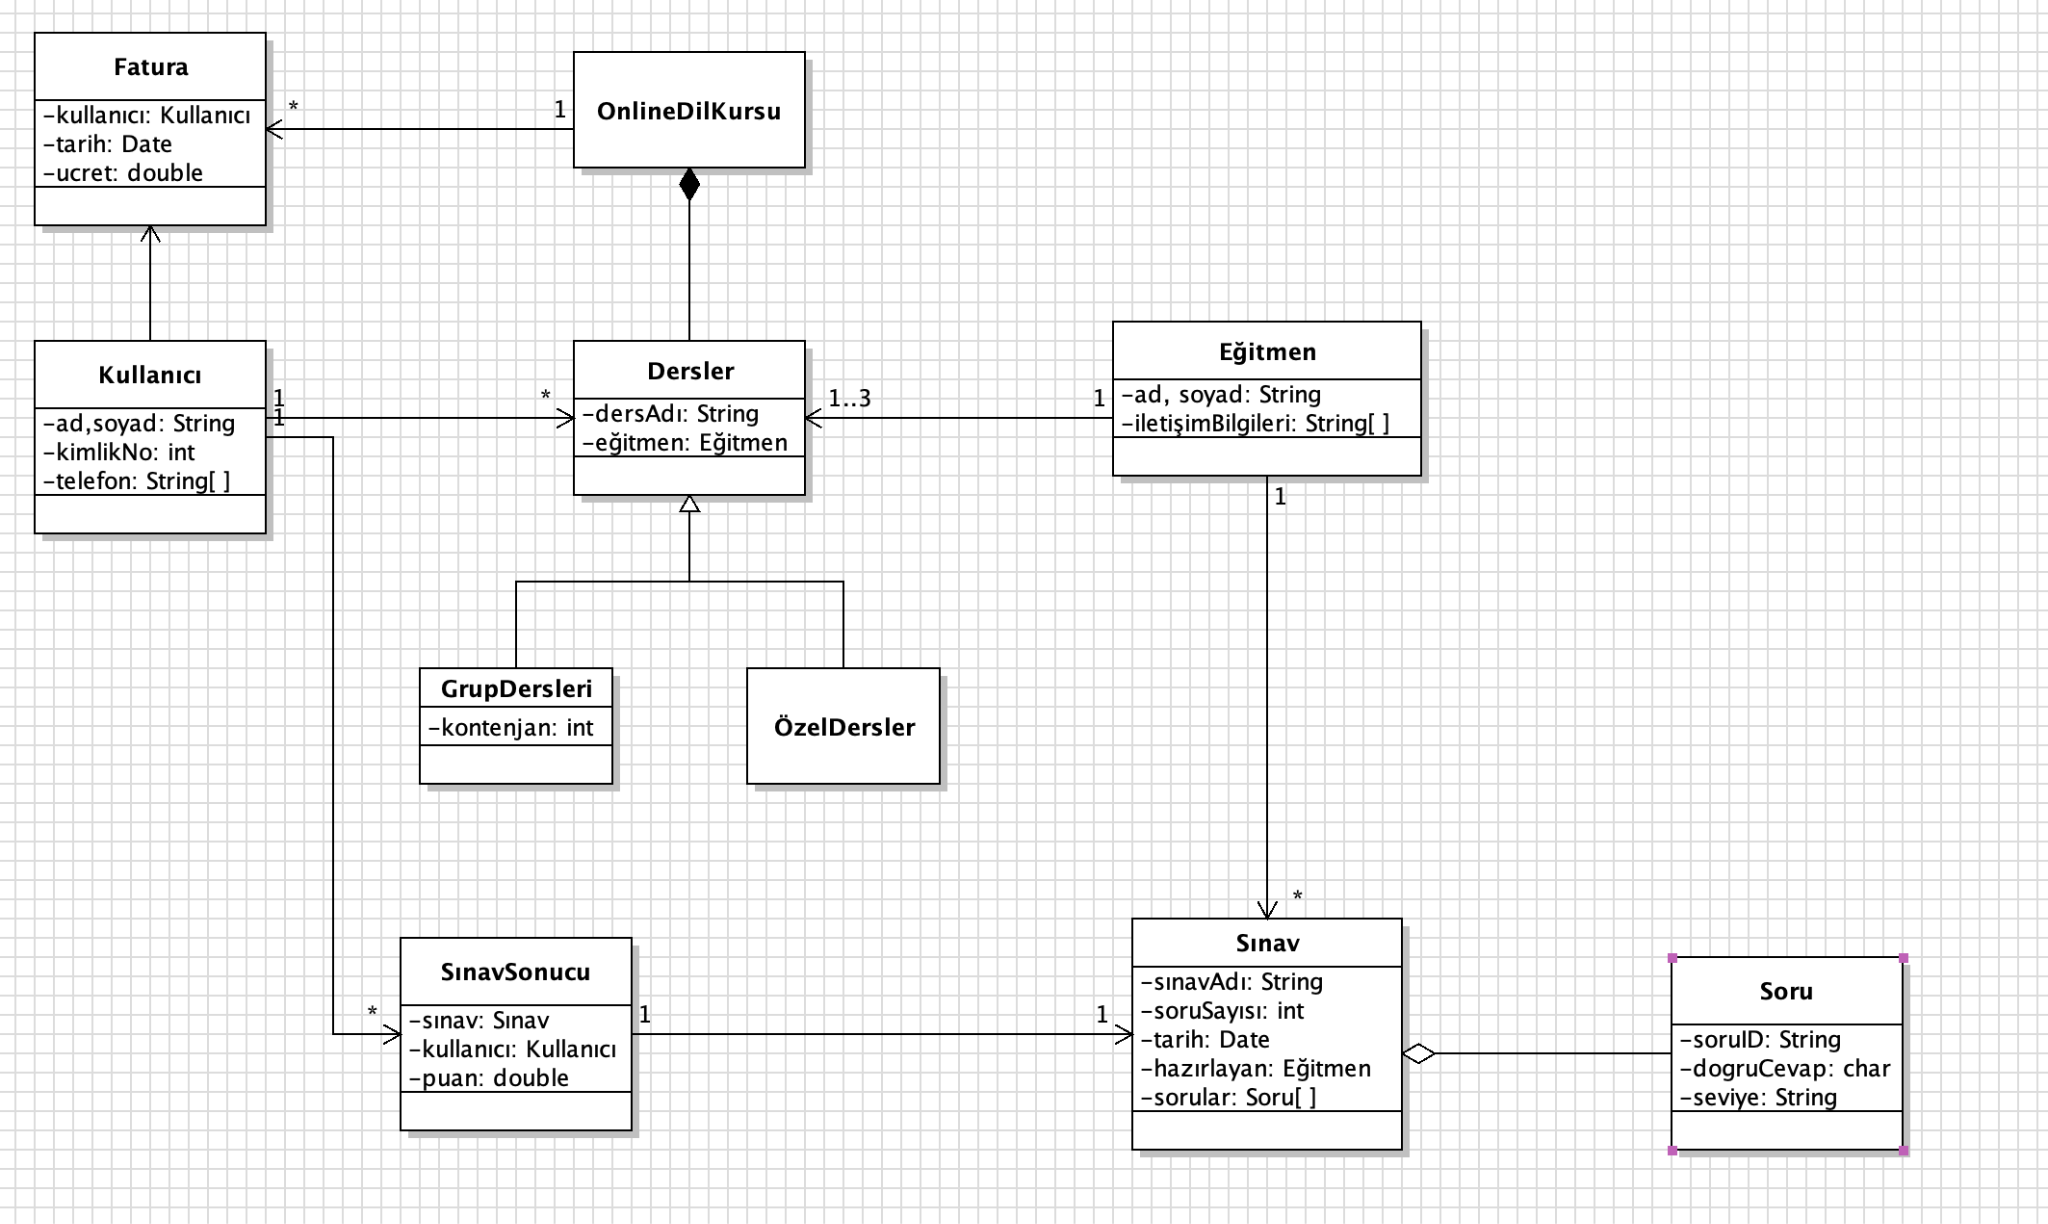 Fatura
-kullanıcı: Kullanıcı
-tarih: Date
-ucret: double
*
1
OnlineDilKursu
Kullanıcı
-ad,soyad: String
-kimlikNo: int
-telefon: String[ ]
1
1
*
Dersler
-dersAdı: String
-eğitmen: Eğitmen
1..3
1
Eğitmen
-ad, soyad: String
-iletişimBilgileri: String[ ]
1
GrupDersleri
-kontenjan: int
ÖzelDersler
*
*
SınavSonucu
-sınav: Sınav
-kullanıcı: Kullanıcı
-puan: double
1
1
Sınav
-sınavAdı: String
-soruSayısı: int
-tarih: Date
-hazırlayan: Eğitmen
-sorular: Soru[ ]
Soru
-soruID: String
-dogruCevap: char
-seviye: String